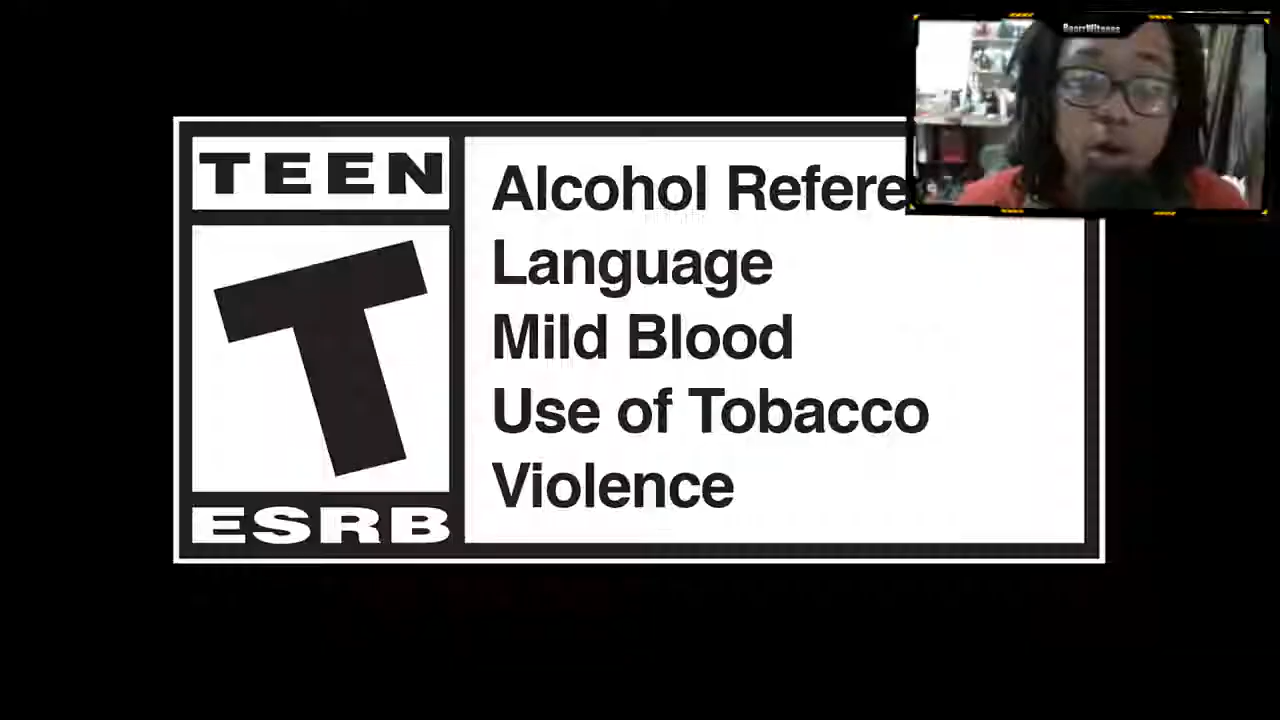 TEEN
T
ESRB
Alcohol Refere
Language
Mild Blood
Use of Tobacco
Violence